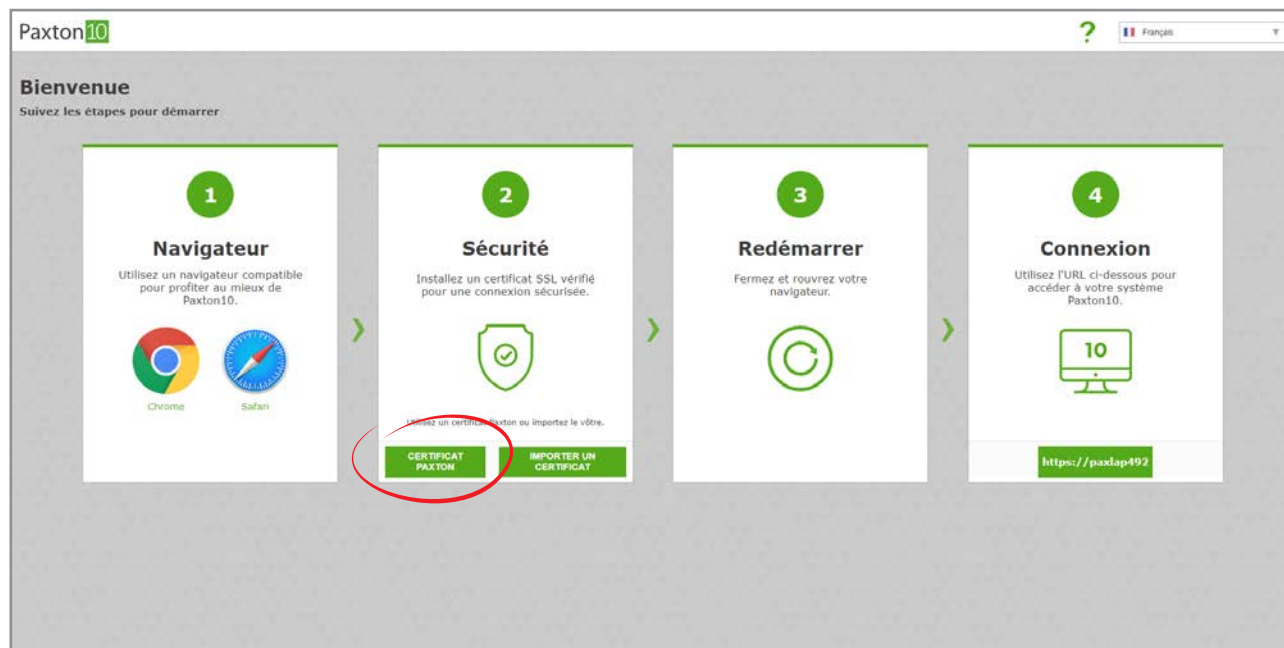 Paxton10
?
Français
Bienvenue
Suivez les étapes pour démarrer
1
Navigateur
Utilisez un navigateur compatible
pour profiter au mieux de
Paxton10.
Chrome
Safari
2
Sécurité
Installez un certificat SSL vérifié
pour une connexion sécurisée.
Utilisez un certificat Paxton ou importez le vôtre.
CERTIFICAT
PAXTON
IMPORTER UN
CERTIFICAT
3
Redémarrer
Fermez et rouvrez votre
navigateur.
4
Connexion
Utilisez l'URL ci-dessous pour
accéder à votre système
Paxton10.
10
https://paxlap492